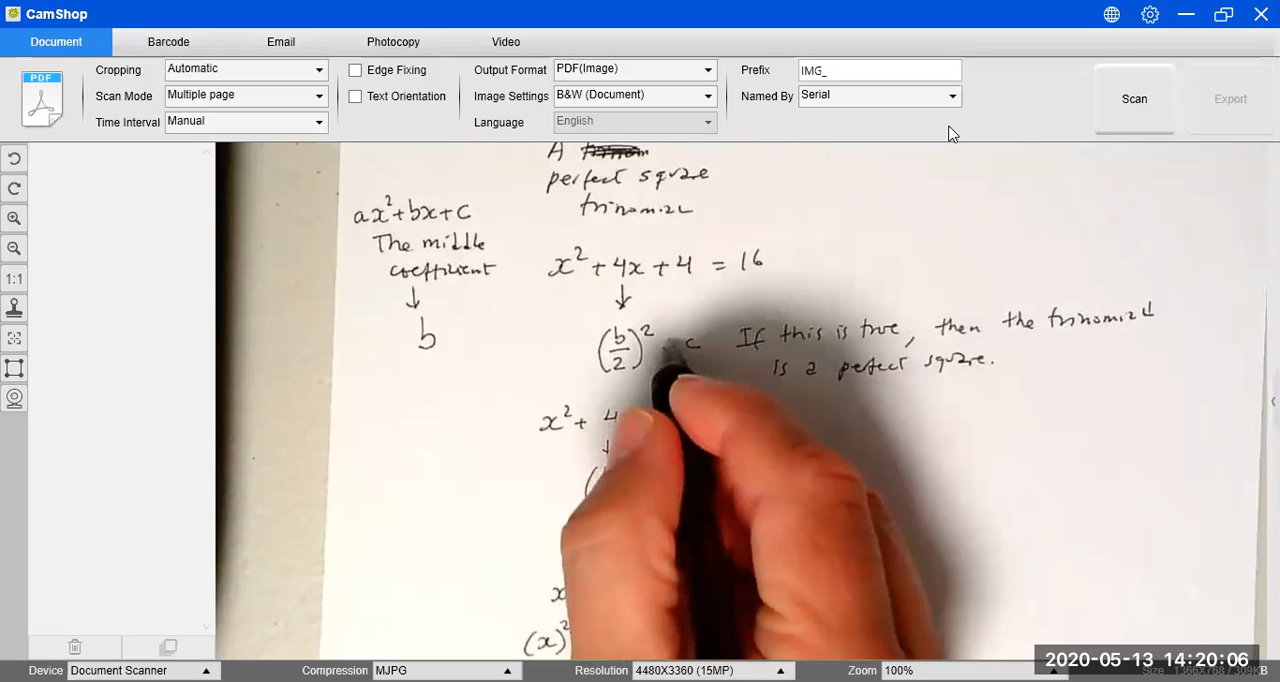 CamShop
Document Barcode Email Photocopy Video
PDF
Cropping Automatic
Scan Mode Multiple page
Time Interval Manual
Edge Fixing
Text Orientation
Output Format PDF(Image)
Image Settings B&W (Document)
Language English
Prefix IMG_
Named By Serial
Scan
Export
1:1
A
perfect square
trinomial
ax²+bx+c
The middle
coefficient
↓
b
x² + 4x + 4 = 16
↓
(b/2)² c If this is true, then the trinomial
is a perfect square.
x² + 4
↓
x
(x)²
Device Document Scanner Compression MJPG Resolution 4480X3360 (15MP) Zoom 100%
2020-05-13 14:20:06